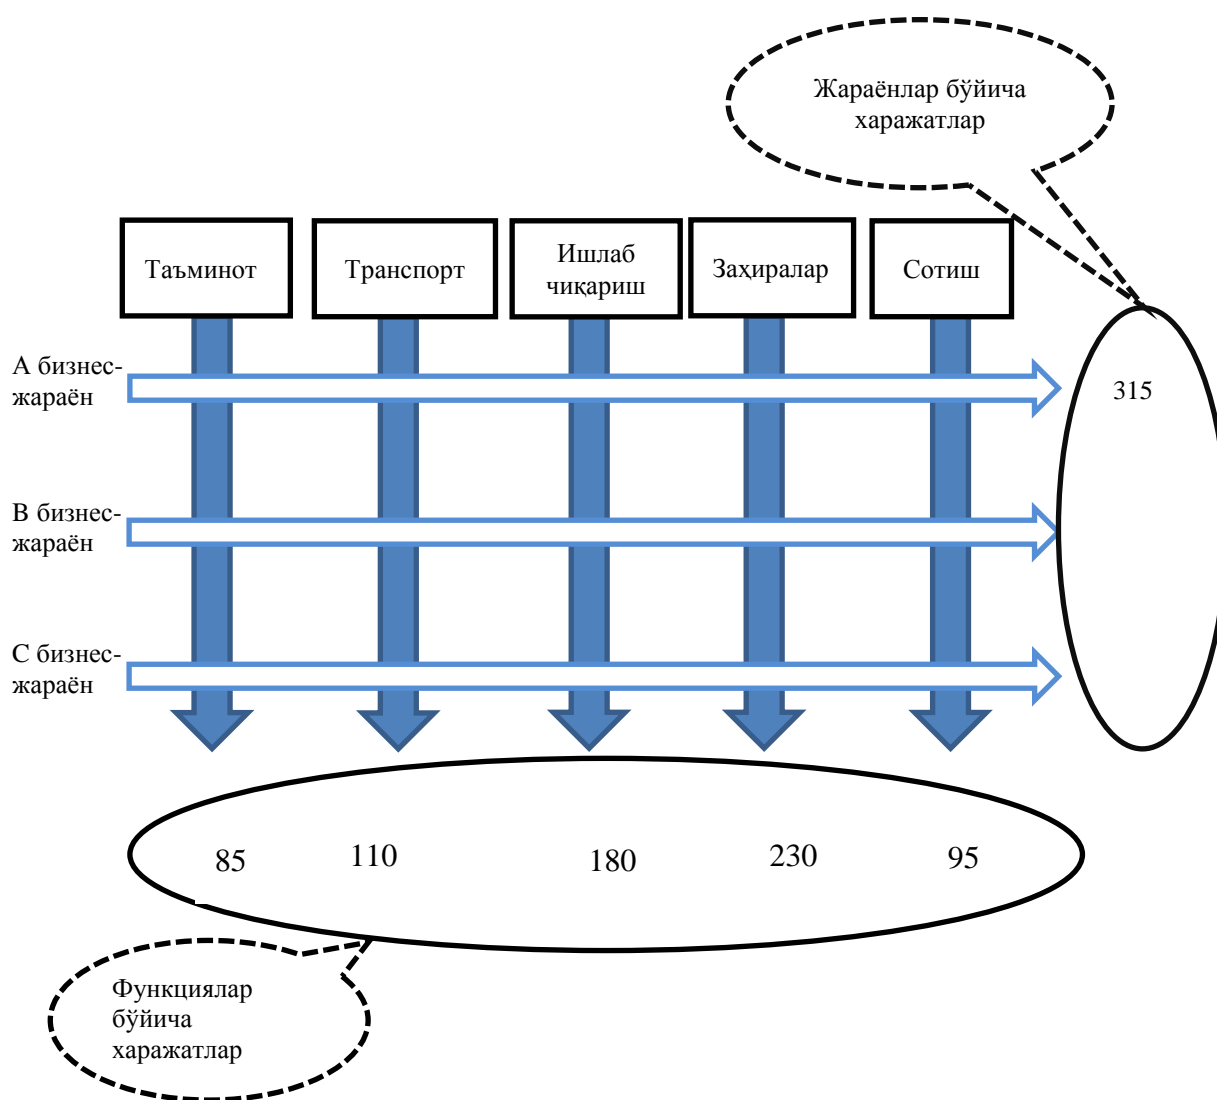 Жараёнлар бўйича
харажатлар
Таъминот
Транспорт
Ишлаб
чиқариш
Заҳиралар
Сотиш
А бизнес-
жараён
315
В бизнес-
жараён
С бизнес-
жараён
85
110
180
230
95
Функциялар
бўйича
харажатлар